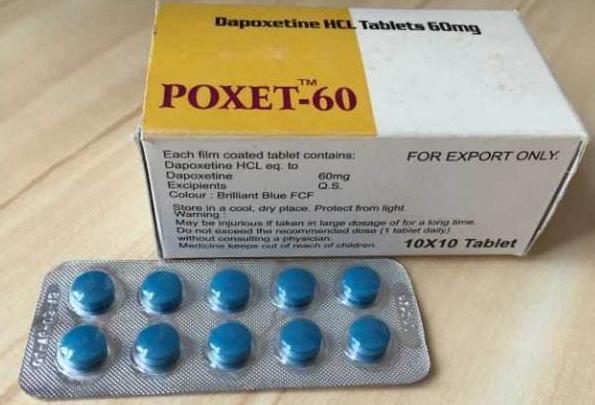 Dapoxetine HCL Tablets 60mg
POXET-60™
Each film coated tablet contains:
Dapoxetine HCL eq. to
Dapoxetine 60mg
Excipients Q.S.
Colour : Brilliant Blue FCF
Store in a cool, dry place. Protect from light
Warning :
May be injurious if taken in large dosage of for a long time.
Do not exceed the recommended dose (1 tablet daily)
without consulting a physician.
Medicine keeps out of reach of children.
FOR EXPORT ONLY.
10X10 Tablet